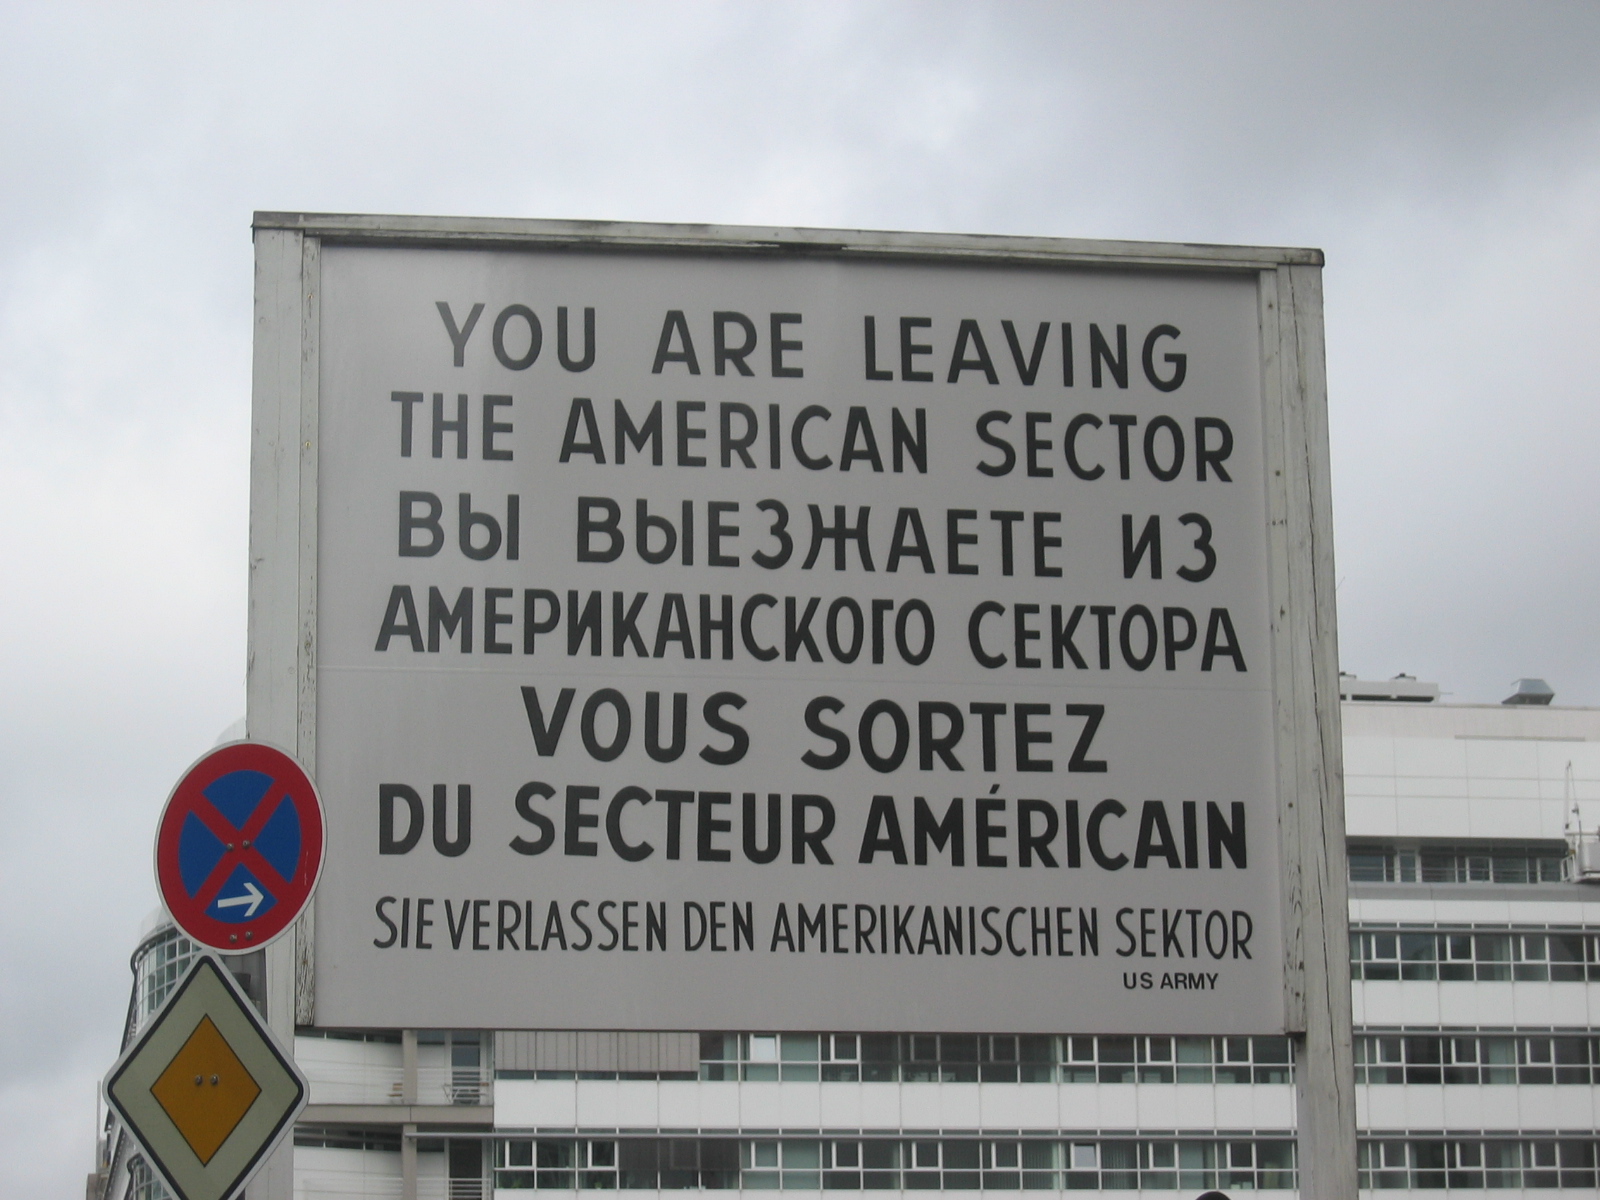 YOU ARE LEAVING
THE AMERICAN SECTOR
ВЫ ВЫЕЗЖАЕТЕ ИЗ
АМЕРИКАНСКОГО СЕКТОРА
VOUS SORTEZ
DU SECTEUR AMÉRICAIN
SIE VERLASSEN DEN AMERIKANISCHEN SEKTOR
US ARMY